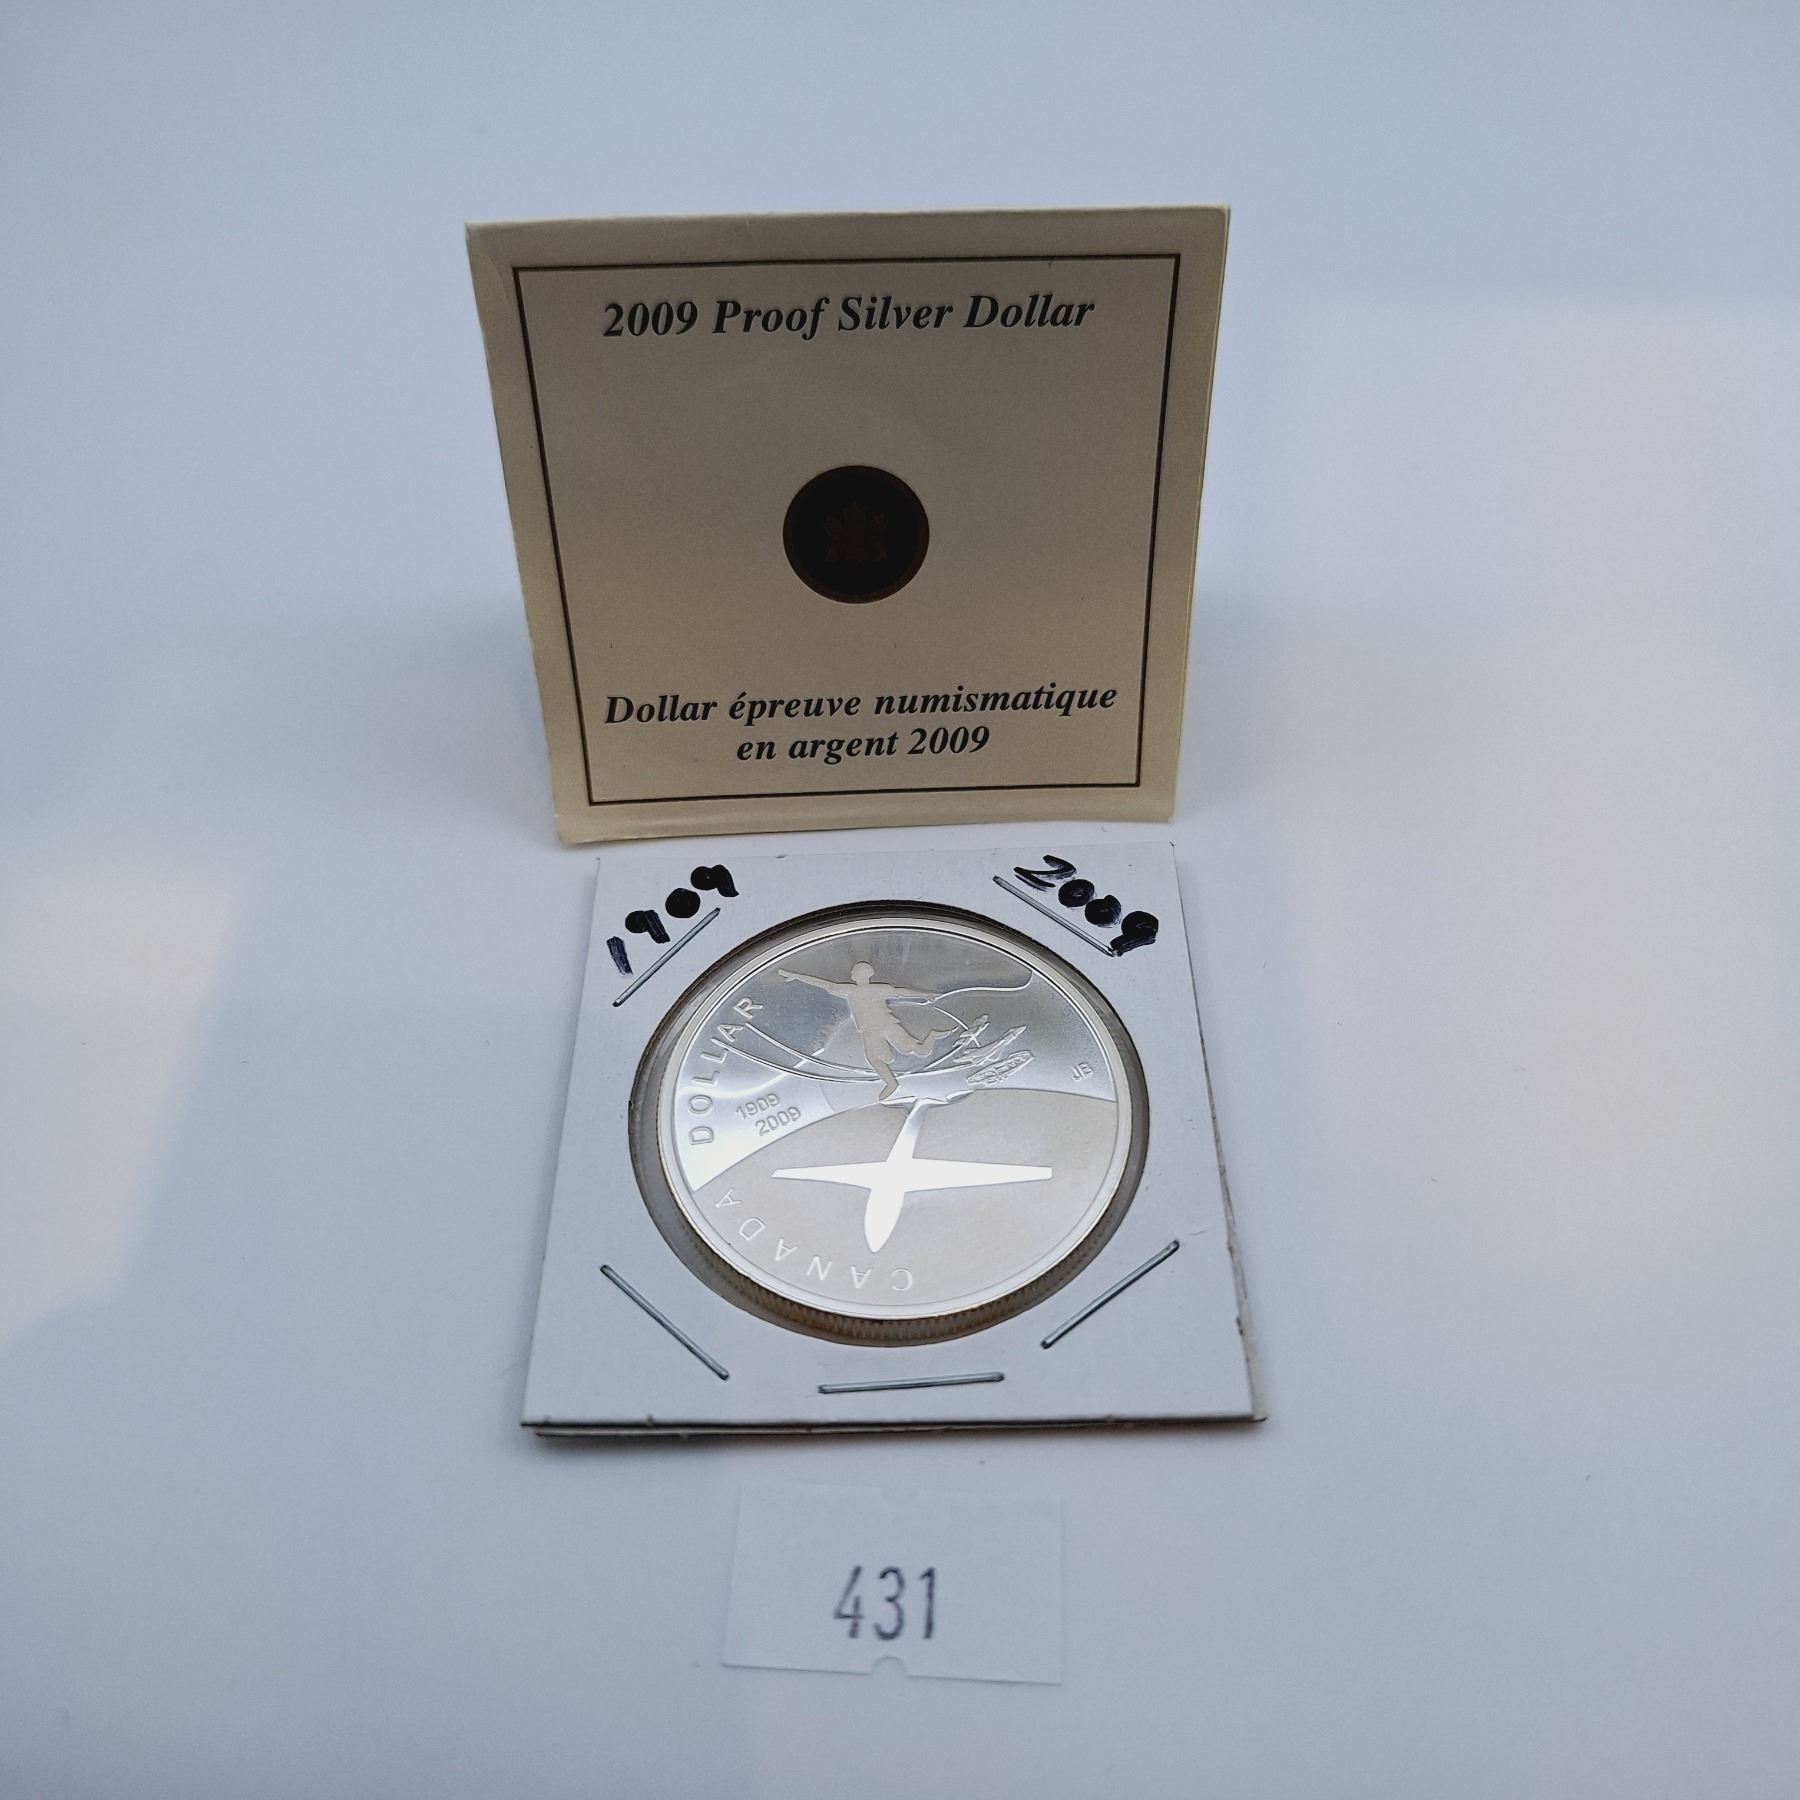 2009 Proof Silver Dollar
Dollar épreuve numismatique
en argent 2009
1909
2009
DOLLAR
1909
2009
JB
CANADA
431